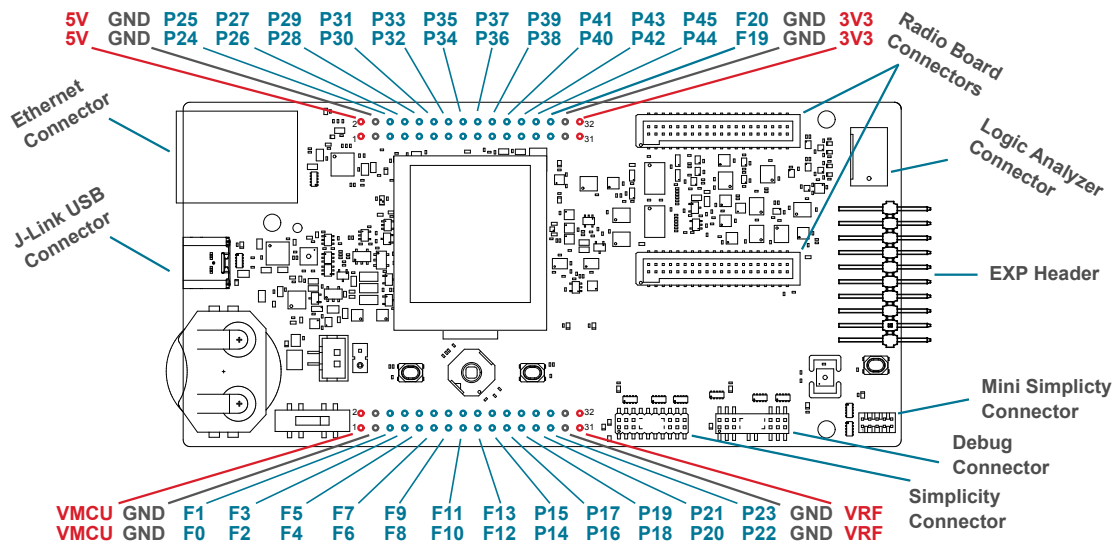 5V GND P25 P27 P29 P31 P33 P35 P37 P39 P41 P43 P45 F20 GND 3V3
5V GND P24 P26 P28 P30 P32 P34 P36 P38 P40 P42 P44 F19 GND 3V3
Radio Board
Connectors
Ethernet
Connector
2 32
1 31
Logic Analyzer
Connector
J-Link USB
Connector
EXP Header
Mini Simplicty
Connector
2 32
1 31
Debug
Connector
Simplicity
Connector
VMCU GND F1 F3 F5 F7 F9 F11 F13 P15 P17 P19 P21 P23 GND VRF
VMCU GND F0 F2 F4 F6 F8 F10 F12 P14 P16 P18 P20 P22 GND VRF